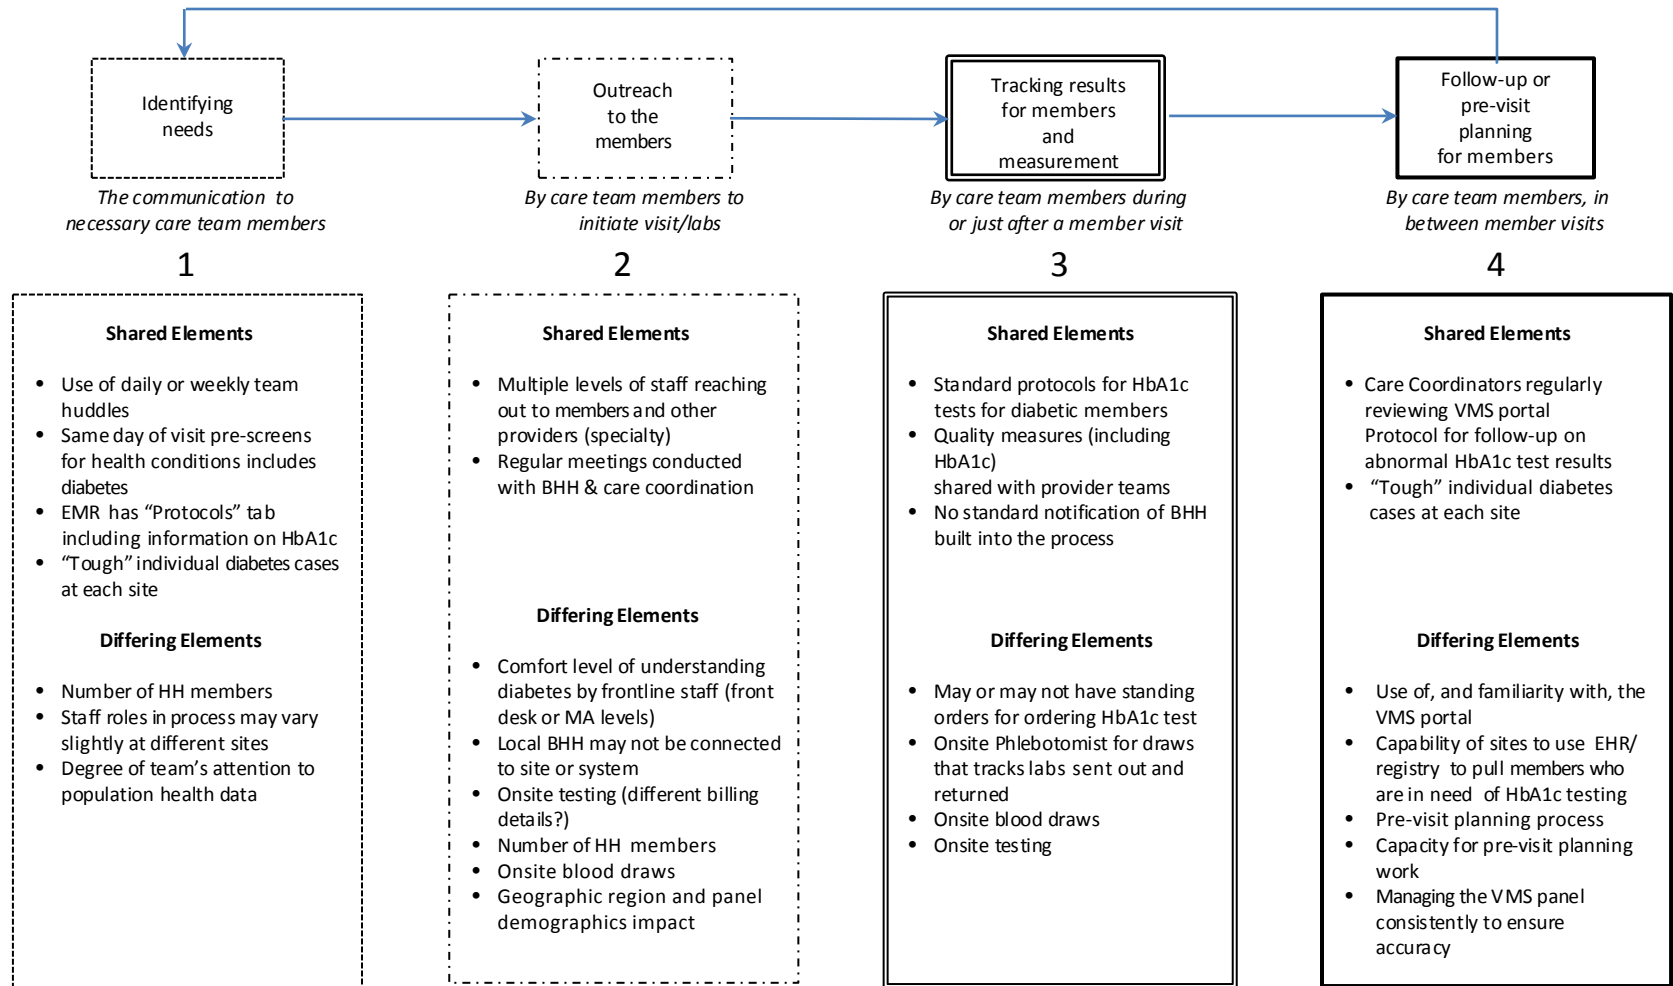 Identifying
needs
Outreach
to the
members
Tracking results
for members
and
measurement
Follow-up or
pre-visit
planning
for members
The communication to
necessary care team members
By care team members to
initiate visit/labs
By care team members during
or just after a member visit
By care team members, in
between member visits
1
2
3
4
Shared Elements
• Use of daily or weekly team
huddles
• Same day of visit pre-screens
for health conditions includes
diabetes
• EMR has “Protocols” tab
including information on HbA1c
• “Tough” individual diabetes cases
at each site
Differing Elements
• Number of HH members
• Staff roles in process may vary
slightly at different sites
• Degree of team’s attention to
population health data
Shared Elements
• Multiple levels of staff reaching
out to members and other
providers (specialty)
• Regular meetings conducted
with BHH & care coordination
Differing Elements
• Comfort level of understanding
diabetes by frontline staff (front
desk or MA levels)
• Local BHH may not be connected
to site or system
• Onsite testing (different billing
details?)
• Number of HH members
• Onsite blood draws
• Geographic region and panel
demographics impact
Shared Elements
• Standard protocols for HbA1c
tests for diabetic members
• Quality measures (including
HbA1c)
shared with provider teams
• No standard notification of BHH
built into the process
Differing Elements
• May or may not have standing
orders for ordering HbA1c test
• Onsite Phlebotomist for draws
that tracks labs sent out and
returned
• Onsite blood draws
• Onsite testing
Shared Elements
• Care Coordinators regularly
reviewing VMS portal
Protocol for follow-up on
abnormal HbA1c test results
• “Tough” individual diabetes
cases at each site
Differing Elements
• Use of, and familiarity with, the
VMS portal
• Capability of sites to use EHR/
registry to pull members who
are in need of HbA1c testing
• Pre-visit planning process
• Capacity for pre-visit planning
work
• Managing the VMS panel
consistently to ensure
accuracy